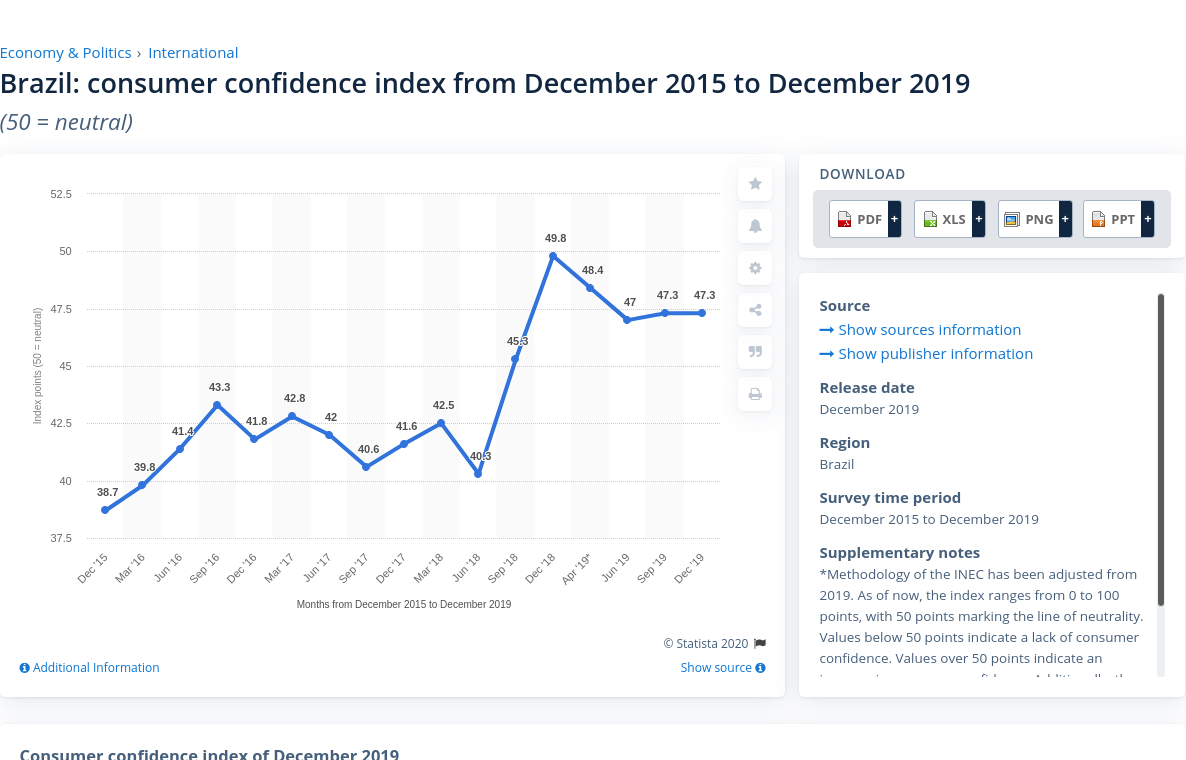 Economy & Politics › International
Brazil: consumer confidence index from December 2015 to December 2019
(50 = neutral)
52.5
50
47.5
45
42.5
40
37.5
Index points (50 = neutral)
38.7
39.8
41.4
43.3
41.8
42.8
42
40.6
41.6
42.5
40.3
45.3
49.8
48.4
47
47.3
47.3
Dec '15
Mar '16
Jun '16
Sep '16
Dec '16
Mar '17
Jun '17
Sep '17
Dec '17
Mar '18
Jun '18
Sep '18
Dec '18
Apr '19*
Jun '19
Sep '19
Dec '19
Months from December 2015 to December 2019
© Statista 2020
Additional Information
Show source
DOWNLOAD
PDF + XLS + PNG + PPT +
Source
Show sources information
Show publisher information
Release date
December 2019
Region
Brazil
Survey time period
December 2015 to December 2019
Supplementary notes
*Methodology of the INEC has been adjusted from
2019. As of now, the index ranges from 0 to 100
points, with 50 points marking the line of neutrality.
Values below 50 points indicate a lack of consumer
confidence. Values over 50 points indicate an
Consumer confidence index of December 2019